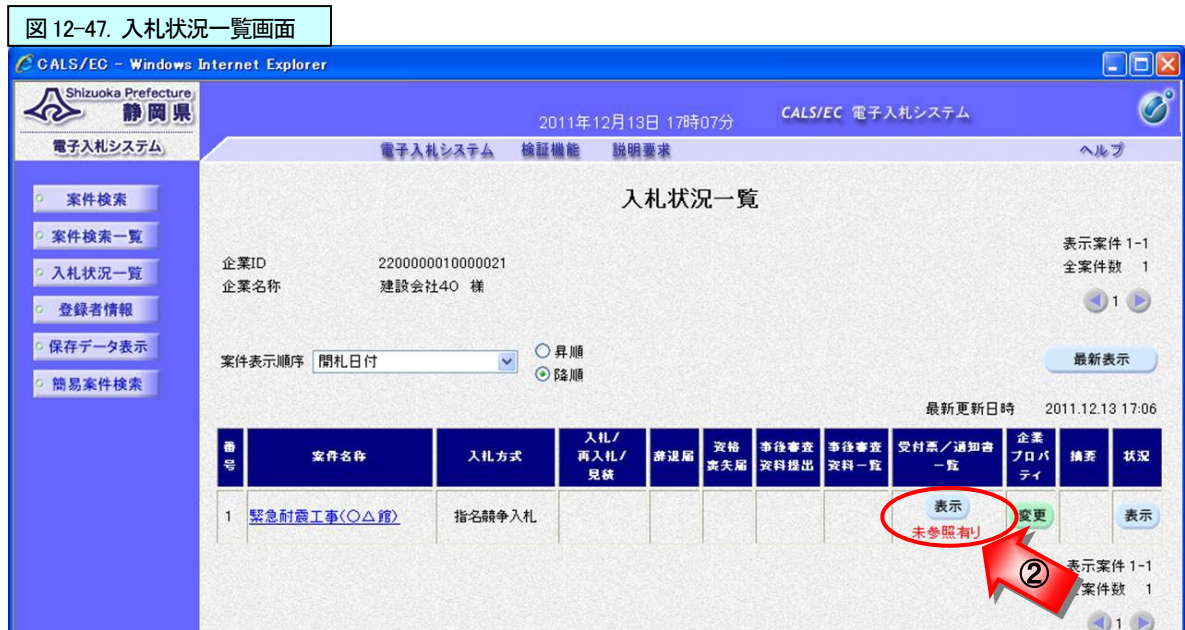 図 12-47. 入札状況一覧画面
CALS/EC - Windows Internet Explorer
Shizuoka Prefecture
静岡県
電子入札システム
2011年12月13日 17時07分
CALS/EC 電子入札システム
電子入札システム 検証機能 説明要求 ヘルプ
案件検索
案件検索一覧
入札状況一覧
登録者情報
保存データ表示
簡易案件検索
入札状況一覧
表示案件 1-1
全案件数 1
1
企業ID 2200000010000021
企業名称 建設会社40 様
案件表示順序 開札日付
昇順
降順
最新表示
最新更新日時 2011.12.13 17:06
番号 案件名称 入札方式 入札/再入札/見積 辞退届 資格喪失届 事後審査資料提出 事後審査資料一覧 受付票/通知書一覧 企業プロパティ 摘要 状況
1 緊急耐震工事(○△館) 指名競争入札 表示 変更 表示
未参照有り
②
表示案件 1-1
全案件数 1
1